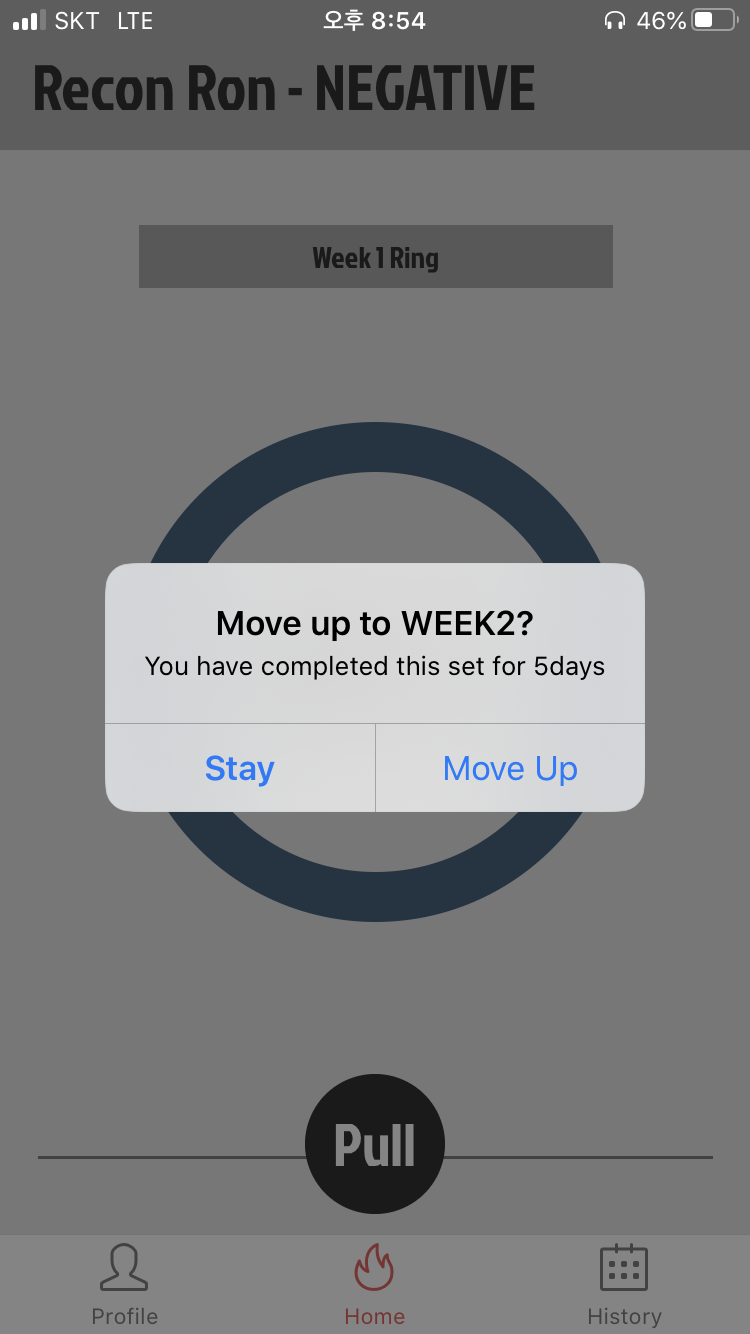 SKT LTE 오후 8:54 46%
Recon Ron - NEGATIVE
Week 1 Ring
Move up to WEEK2?
You have completed this set for 5days
Stay Move Up
Pull
Profile Home History